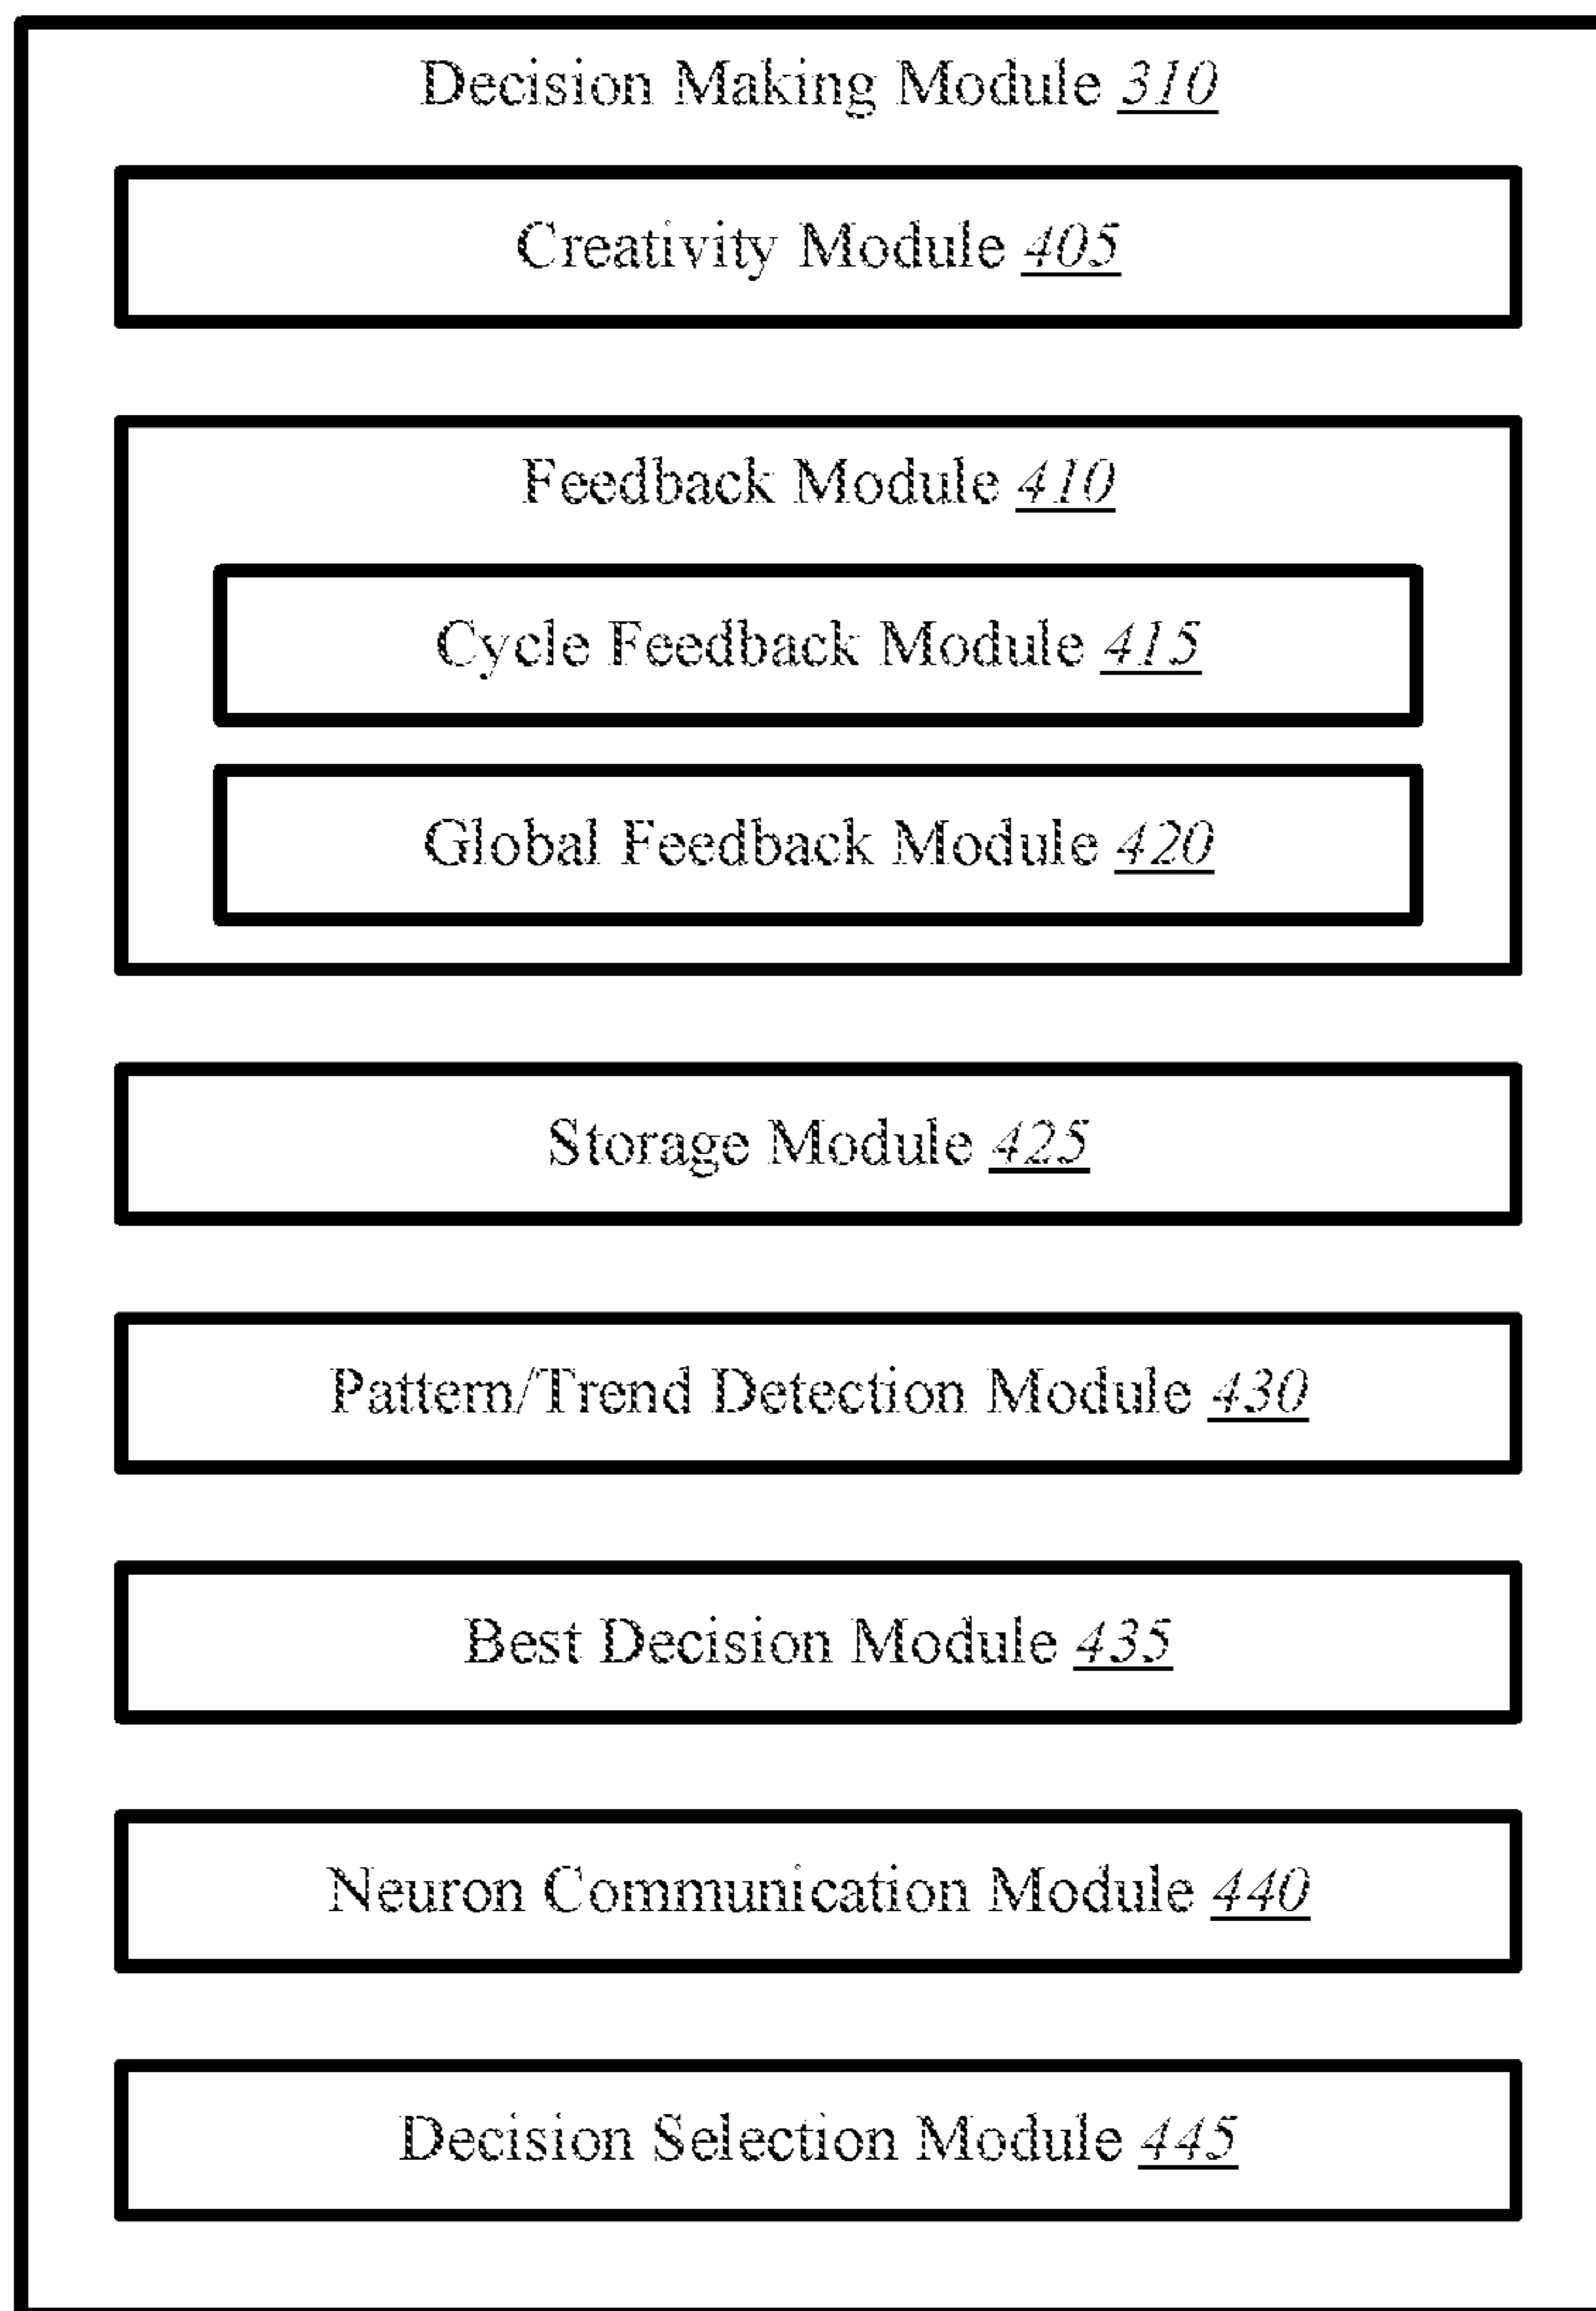 Decision Making Module 310
Creativity Module 405
Feedback Module 410
Cycle Feedback Module 415
Global Feedback Module 420
Storage Module 425
Pattern/Trend Detection Module 430
Best Decision Module 435
Neuron Communication Module 440
Decision Selection Module 445